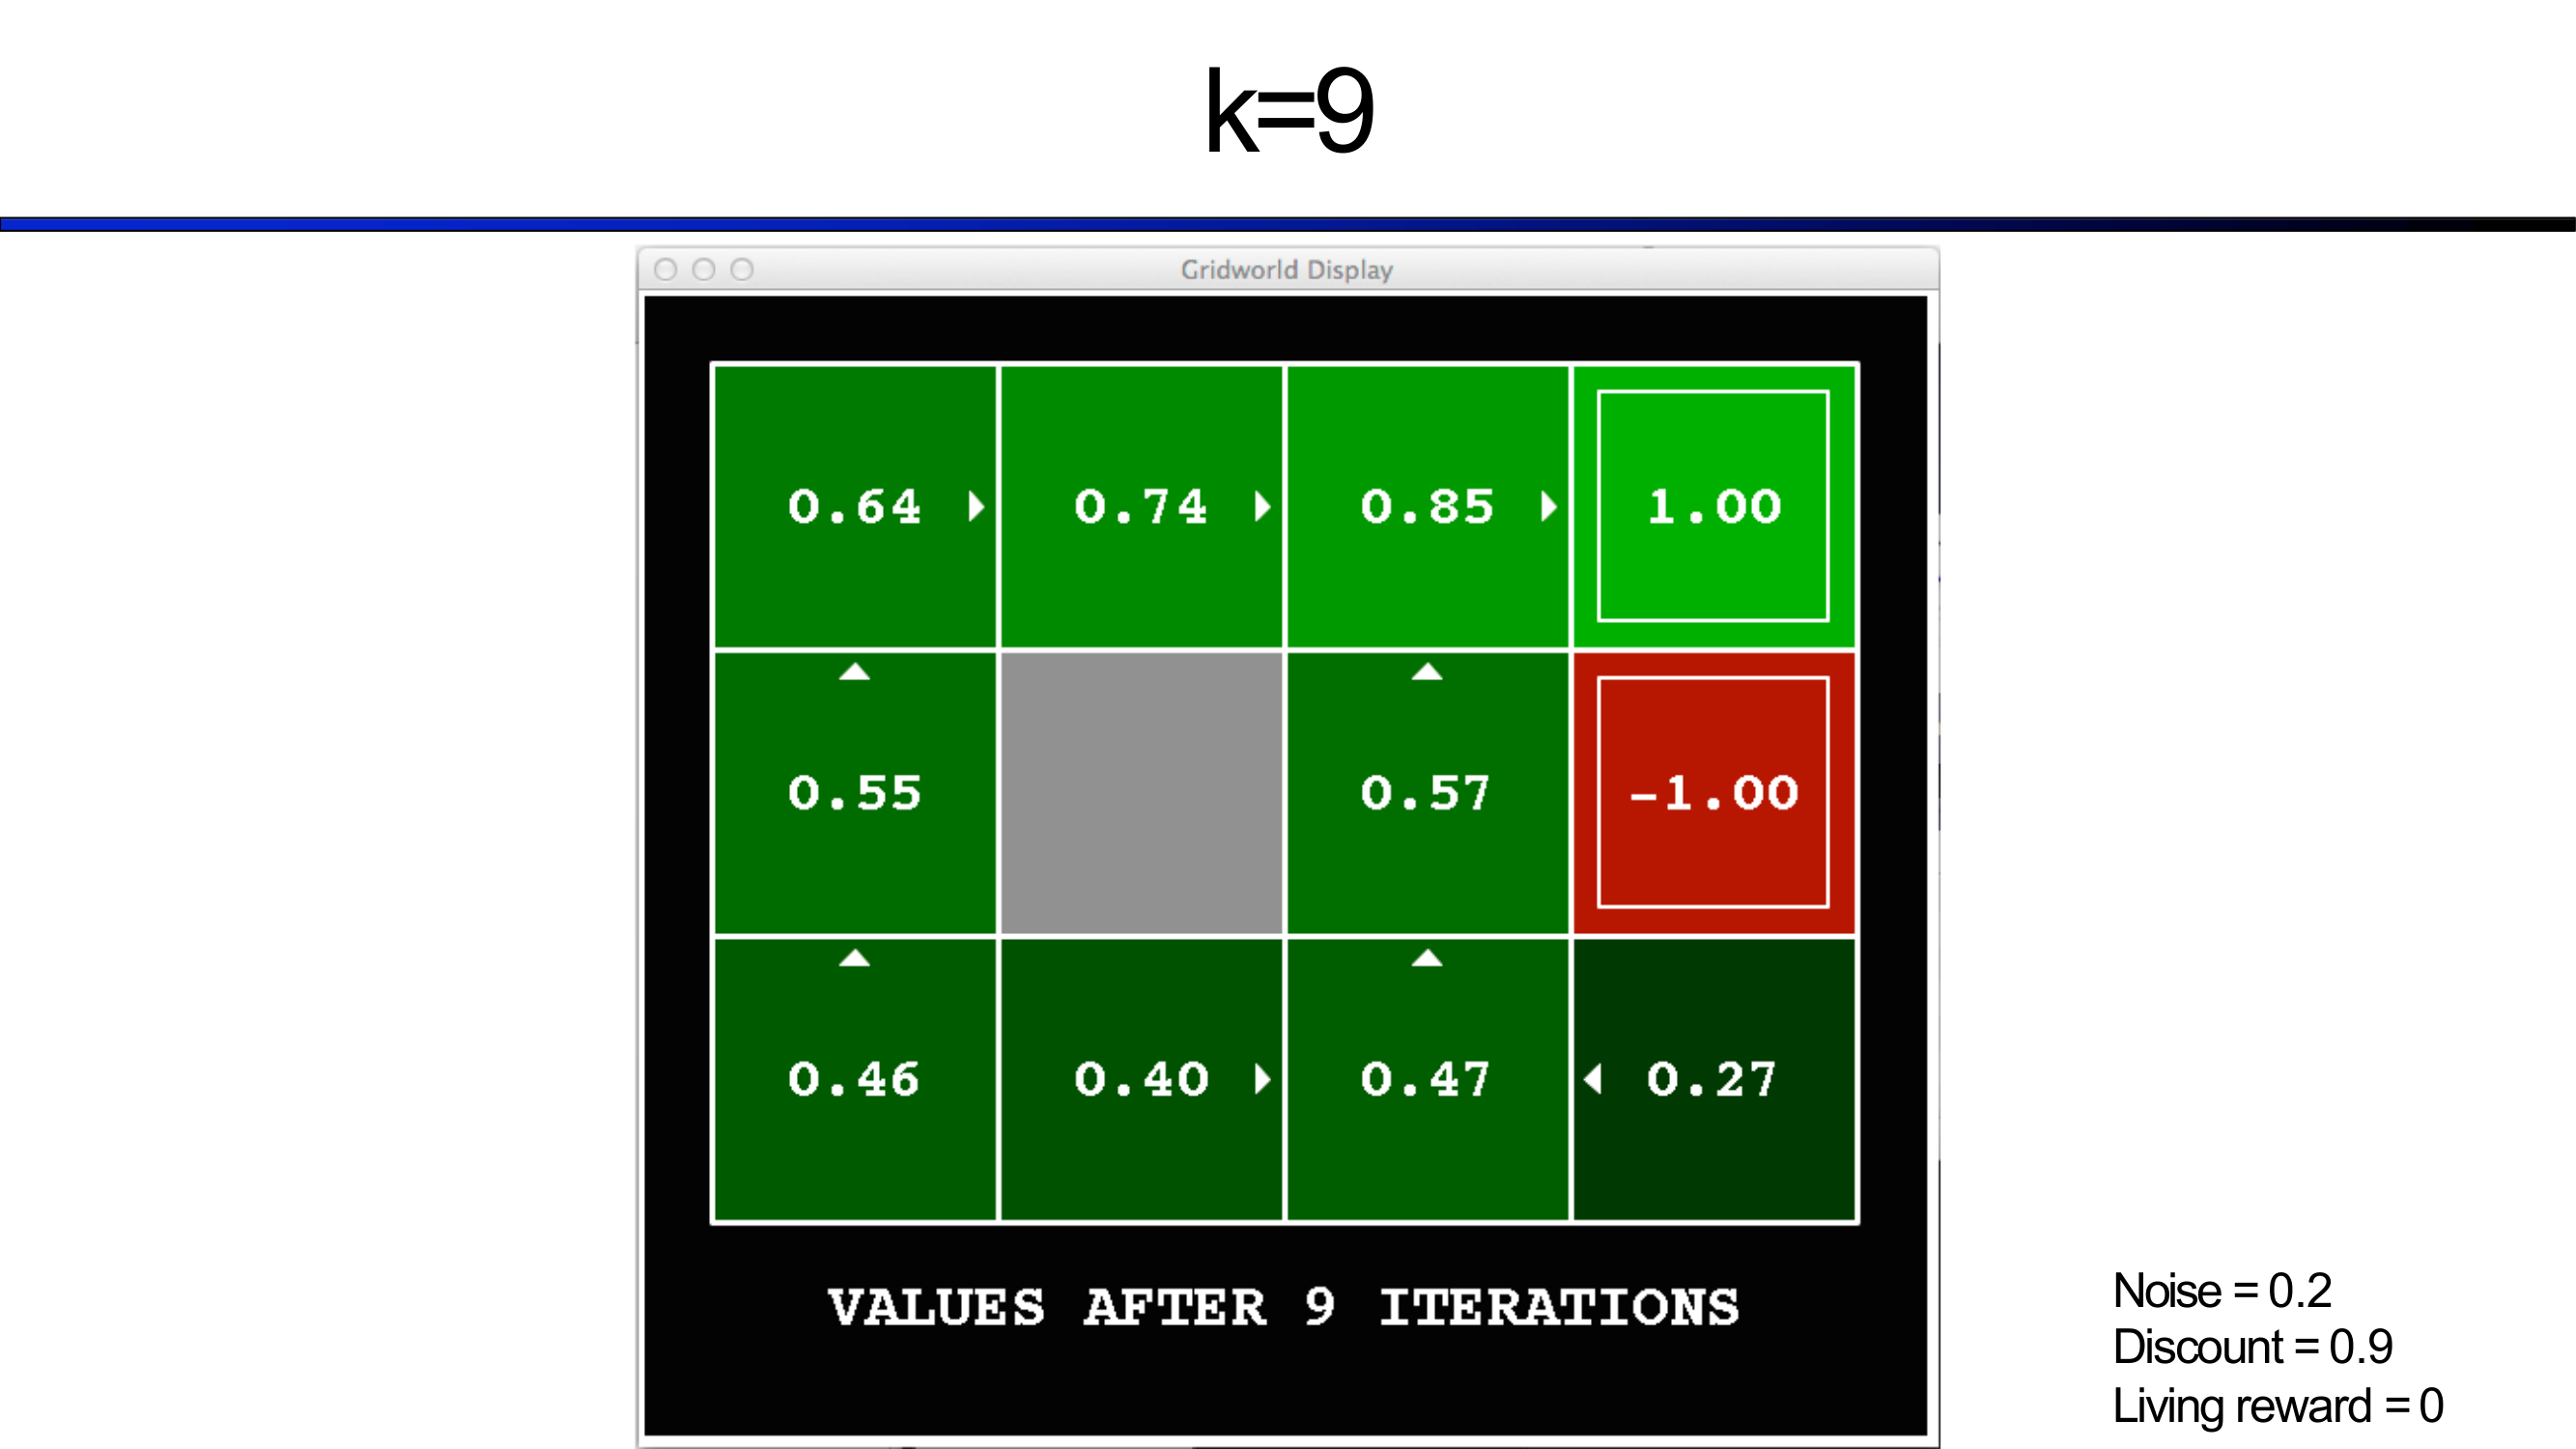 k=9
Gridworld Display
0.64 0.74 0.85 1.00
0.55 0.57 -1.00
0.46 0.40 0.47 0.27
VALUES AFTER 9 ITERATIONS
Noise = 0.2
Discount = 0.9
Living reward = 0